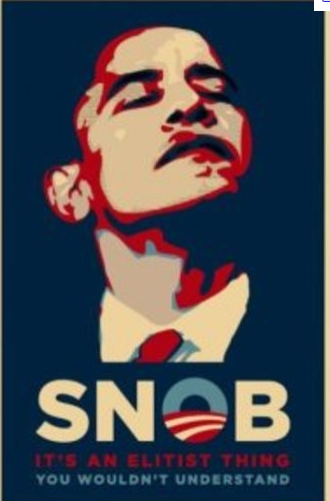 SNOB
IT'S AN ELITIST THING
YOU WOULDN'T UNDERSTAND